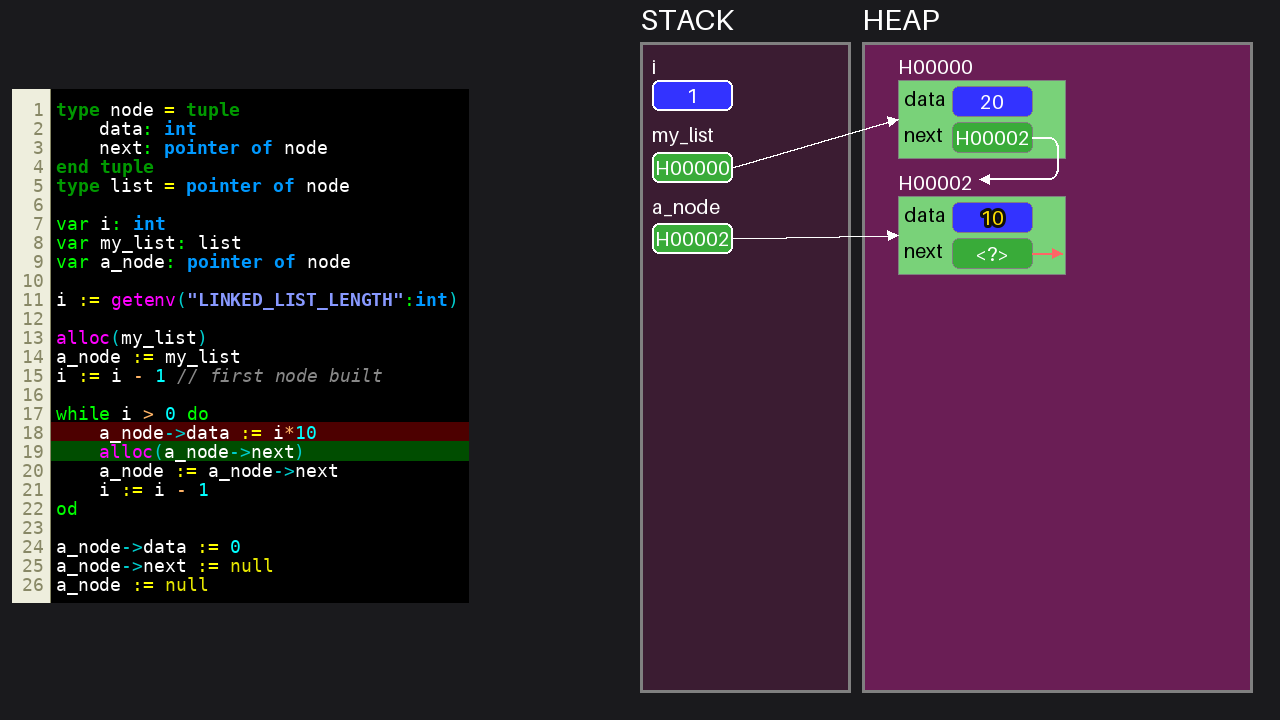 1 type node = tuple
2     data: int
3     next: pointer of node
4 end tuple
5 type list = pointer of node
6
7 var i: int
8 var my_list: list
9 var a_node: pointer of node
10
11 i := getenv("LINKED_LIST_LENGTH":int)
12
13 alloc(my_list)
14 a_node := my_list
15 i := i - 1 // first node built
16
17 while i > 0 do
18     a_node->data := i*10
19     alloc(a_node->next)
20     a_node := a_node->next
21     i := i - 1
22 od
23
24 a_node->data := 0
25 a_node->next := null
26 a_node := null
STACK
i
1
my_list
H00000
a_node
H00002
HEAP
H00000
data 20
next H00002
H00002
data 10
next <?>